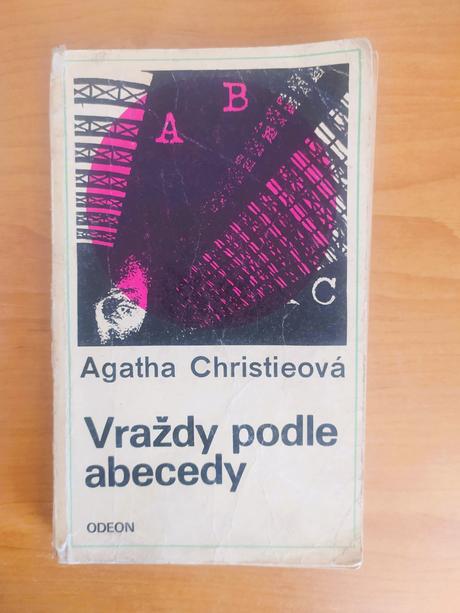 A B
C
Agatha Christieová
Vraždy podle
abecedy
ODEON